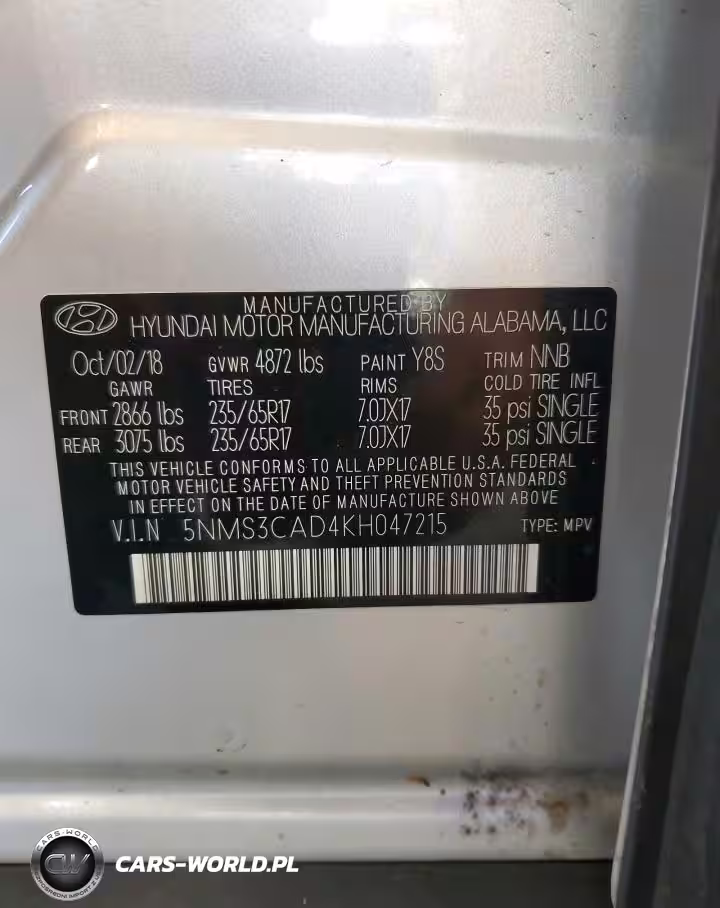 MANUFACTURED BY
HYUNDAI MOTOR MANUFACTURING ALABAMA, LLC
Oct/02/18 GVWR 4872 lbs PAINT Y8S TRIM NNB
GAWR TIRES RIMS COLD TIRE INFL
FRONT 2866 lbs 235/65R17 7.0JX17 35 psi SINGLE
REAR 3075 lbs 235/65R17 7.0JX17 35 psi SINGLE
THIS VEHICLE CONFORMS TO ALL APPLICABLE U.S.A. FEDERAL
MOTOR VEHICLE SAFETY AND THEFT PREVENTION STANDARDS
IN EFFECT ON THE DATE OF MANUFACTURE SHOWN ABOVE
V.I.N 5NMS3CAD4KH047215 TYPE: MPV
CARS-WORLD
CW
CARS-WORLD.PL